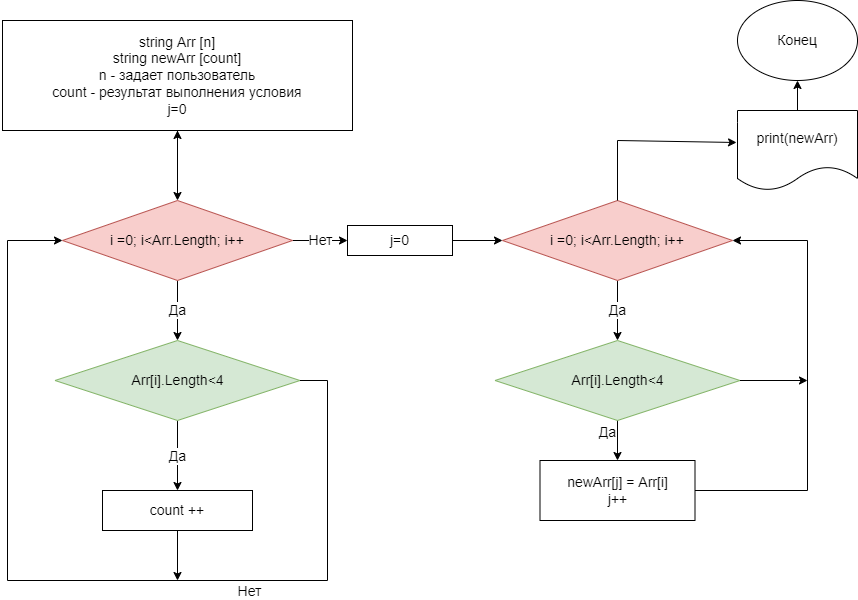 string Arr [n]
string newArr [count]
n - задает пользователь
count - результат выполнения условия
j=0
Конец
print(newArr)
i =0; i<Arr.Length; i++
Нет
j=0
i =0; i<Arr.Length; i++
Да
Да
Arr[i].Length<4
Arr[i].Length<4
Да
Да
count ++
newArr[j] = Arr[i]
j++
Нет